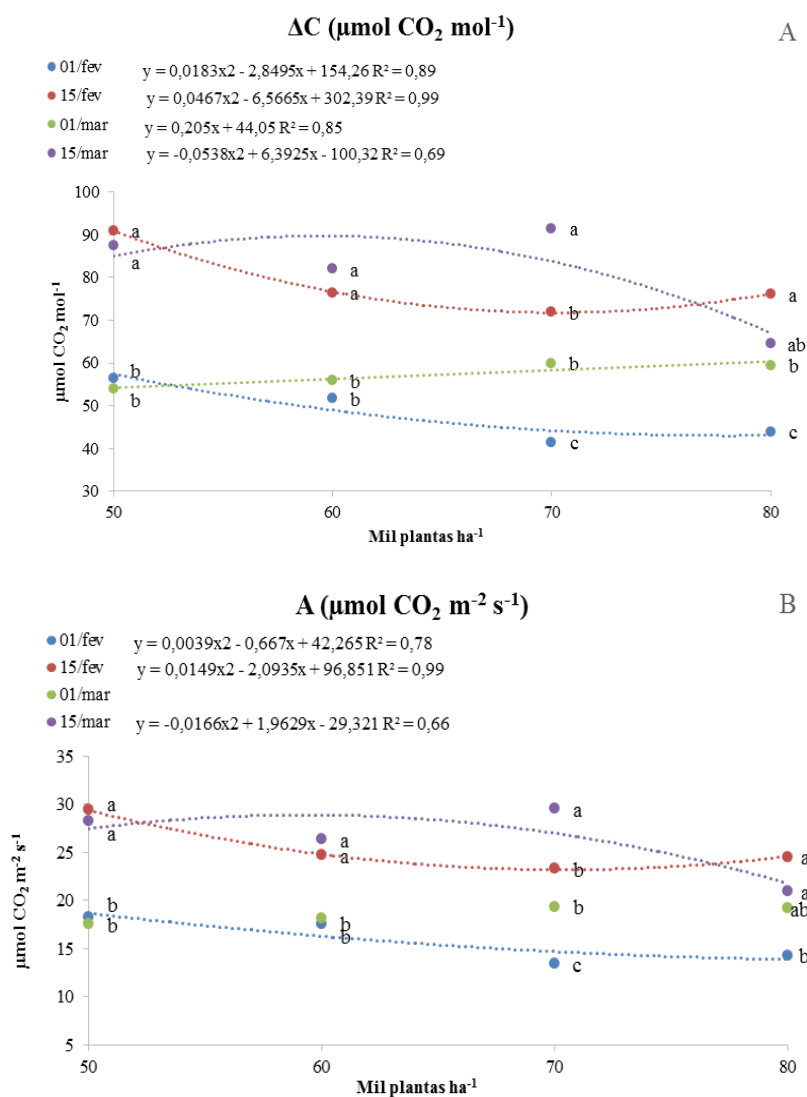 ΔC (µmol CO₂ mol⁻¹)
A
01/fev y = 0,0183x2 - 2,8495x + 154,26 R² = 0,89
15/fev y = 0,0467x2 - 6,5665x + 302,39 R² = 0,99
01/mar y = 0,205x + 44,05 R² = 0,85
15/mar y = -0,0538x2 + 6,3925x - 100,32 R² = 0,69
100
90
80
70
60
50
40
30
µmol CO₂ mol⁻¹
a
a
b
b
a
a
b
b
a
b
b
c
a
ab
b
c
50 60 70 80
Mil plantas ha⁻¹
A (µmol CO₂ m⁻² s⁻¹)
B
01/fev y = 0,0039x2 - 0,667x + 42,265 R² = 0,78
15/fev y = 0,0149x2 - 2,0935x + 96,851 R² = 0,99
01/mar
15/mar y = -0,0166x2 + 1,9629x - 29,321 R² = 0,66
35
30
25
20
15
10
5
µmol CO₂ m⁻² s⁻¹
a
a
b
b
a
a
b
b
a
b
b
c
a
a
ab
b
50 60 70 80
Mil plantas ha⁻¹